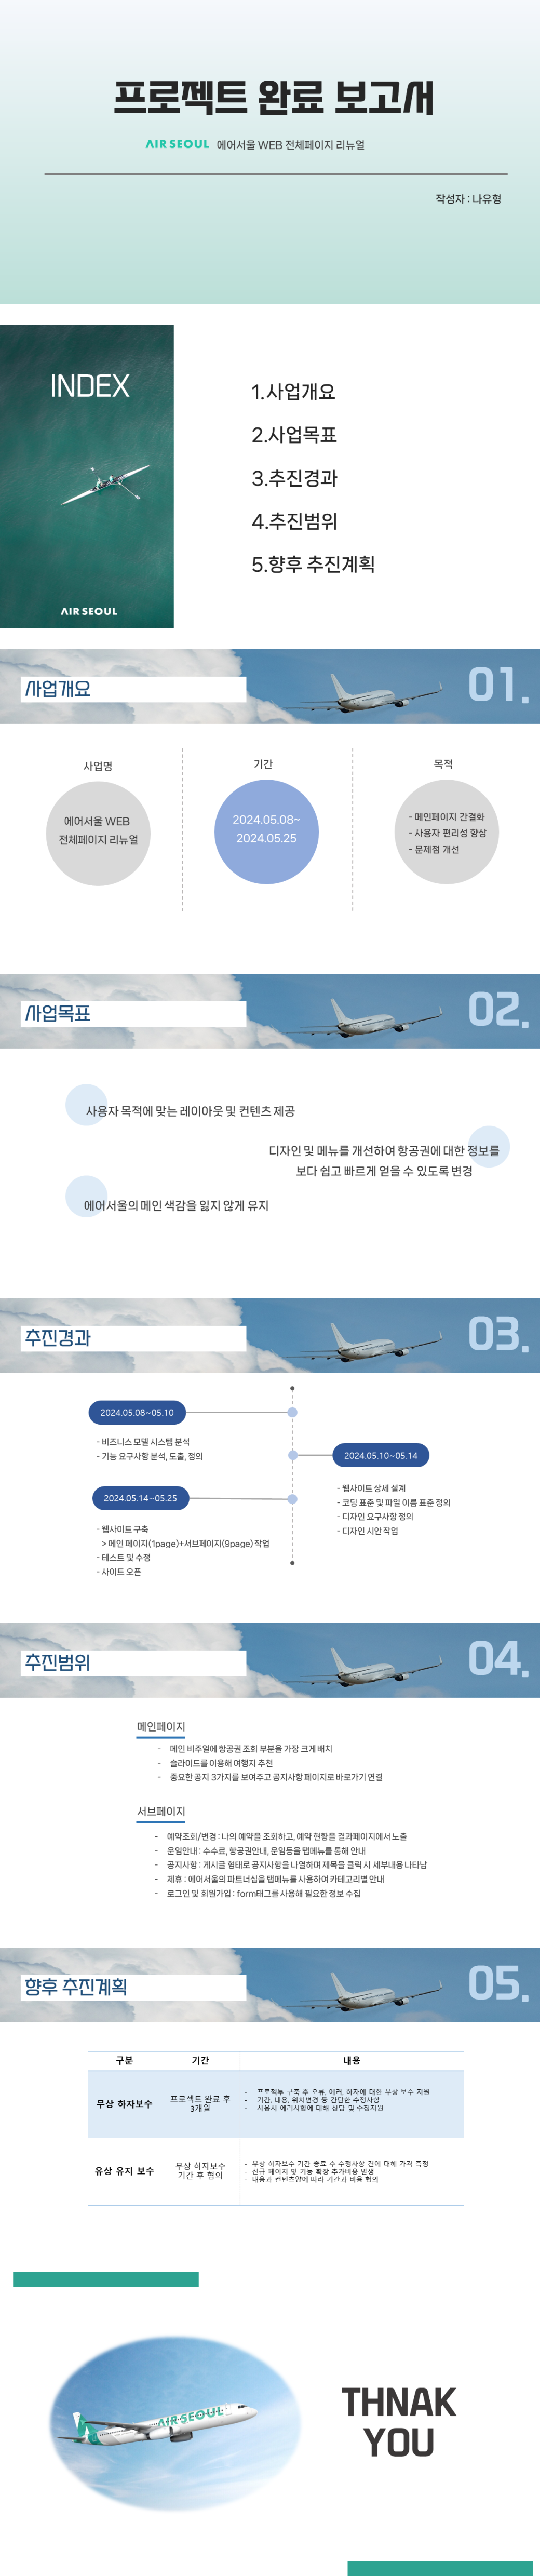 프로젝트 완료 보고서
AIR SEOUL 에어서울 WEB 전체페이지 리뉴얼
작성자 : 나유형
INDEX
AIR SEOUL
1.사업개요
2.사업목표
3.추진경과
4.추진범위
5.향후 추진계획
사업개요
01.
사업명
기간
목적
에어서울 WEB
전체페이지 리뉴얼
2024.05.08~
2024.05.25
- 메인페이지 간결화
- 사용자 편리성 향상
- 문제점 개선
사업목표
02.
사용자 목적에 맞는 레이아웃 및 컨텐츠 제공
디자인 및 메뉴를 개선하여 항공권에 대한 정보를
보다 쉽고 빠르게 얻을 수 있도록 변경
에어서울의 메인 색감을 잃지 않게 유지
추진경과
03.
2024.05.08~05.10
- 비즈니스 모델 시스템 분석
- 기능 요구사항 분석, 도출, 정의
2024.05.10~05.14
- 웹사이트 상세 설계
- 코딩 표준 및 파일 이름 표준 정의
- 디자인 요구사항 정의
- 디자인 시안 작업
2024.05.14~05.25
- 웹사이트 구축
> 메인 페이지(1page)+서브페이지(9page) 작업
- 테스트 및 수정
- 사이트 오픈
추진범위
04.
메인페이지
- 메인 비주얼에 항공권 조회 부분을 가장 크게 배치
- 슬라이드를 이용해 여행지 추천
- 중요한 공지 3가지를 보여주고 공지사항 페이지로 바로가기 연결
서브페이지
- 예약조회/변경 : 나의 예약을 조회하고, 예약 현황을 결과페이지에서 노출
- 운임안내 : 수수료, 항공권안내, 운임등을 탭메뉴를 통해 안내
- 공지사항 : 게시글 형태로 공지사항을 나열하며 제목을 클릭 시 세부내용 나타남
- 제휴 : 에어서울의 파트너십을 탭메뉴를 사용하여 카테고리별 안내
- 로그인 및 회원가입 : form태그를 사용해 필요한 정보 수집
향후 추진계획
05.
구분 기간 내용
무상 하자보수
프로젝트 완료 후
3개월
- 프로젝트 구축 후 오류, 에러, 하자에 대한 무상 보수 지원
- 기간, 내용, 위치변경 등 간단한 수정사항
- 사용시 에러사항에 대해 상담 및 수정지원
유상 유지 보수
무상 하자보수
기간 후 협의
- 무상 하자보수 기간 종료 후 수정사항 건에 대해 가격 측정
- 신규 페이지 및 기능 확장 추가비용 발생
- 내용과 컨텐츠양에 따라 기간과 비용 협의
AIR SEOUL
THNAK
YOU